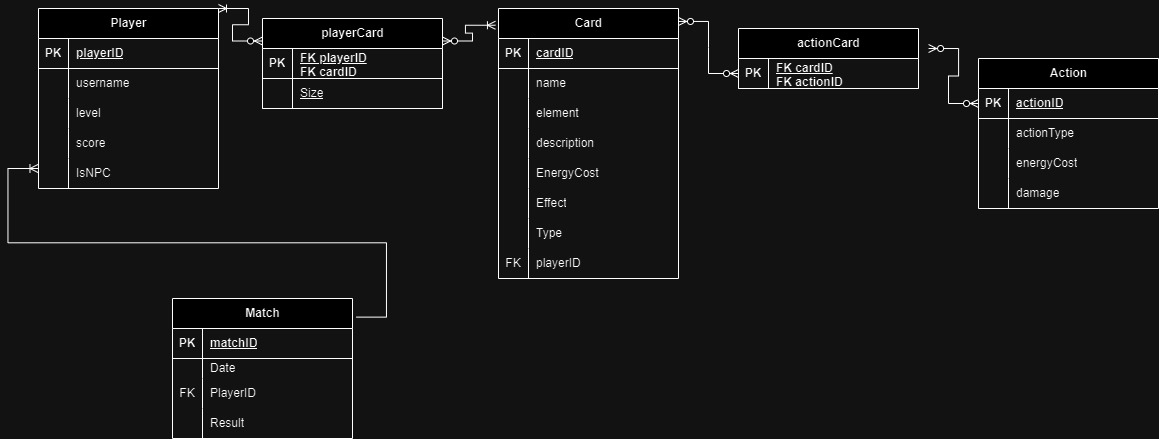 Player
PK playerID
username
level
score
IsNPC
playerCard
PK FK playerID
FK cardID
Size
Card
PK cardID
name
element
description
EnergyCost
Effect
Type
FK playerID
actionCard
PK FK cardID
FK actionID
Action
PK actionID
actionType
energyCost
damage
Match
PK matchID
Date
FK PlayerID
Result